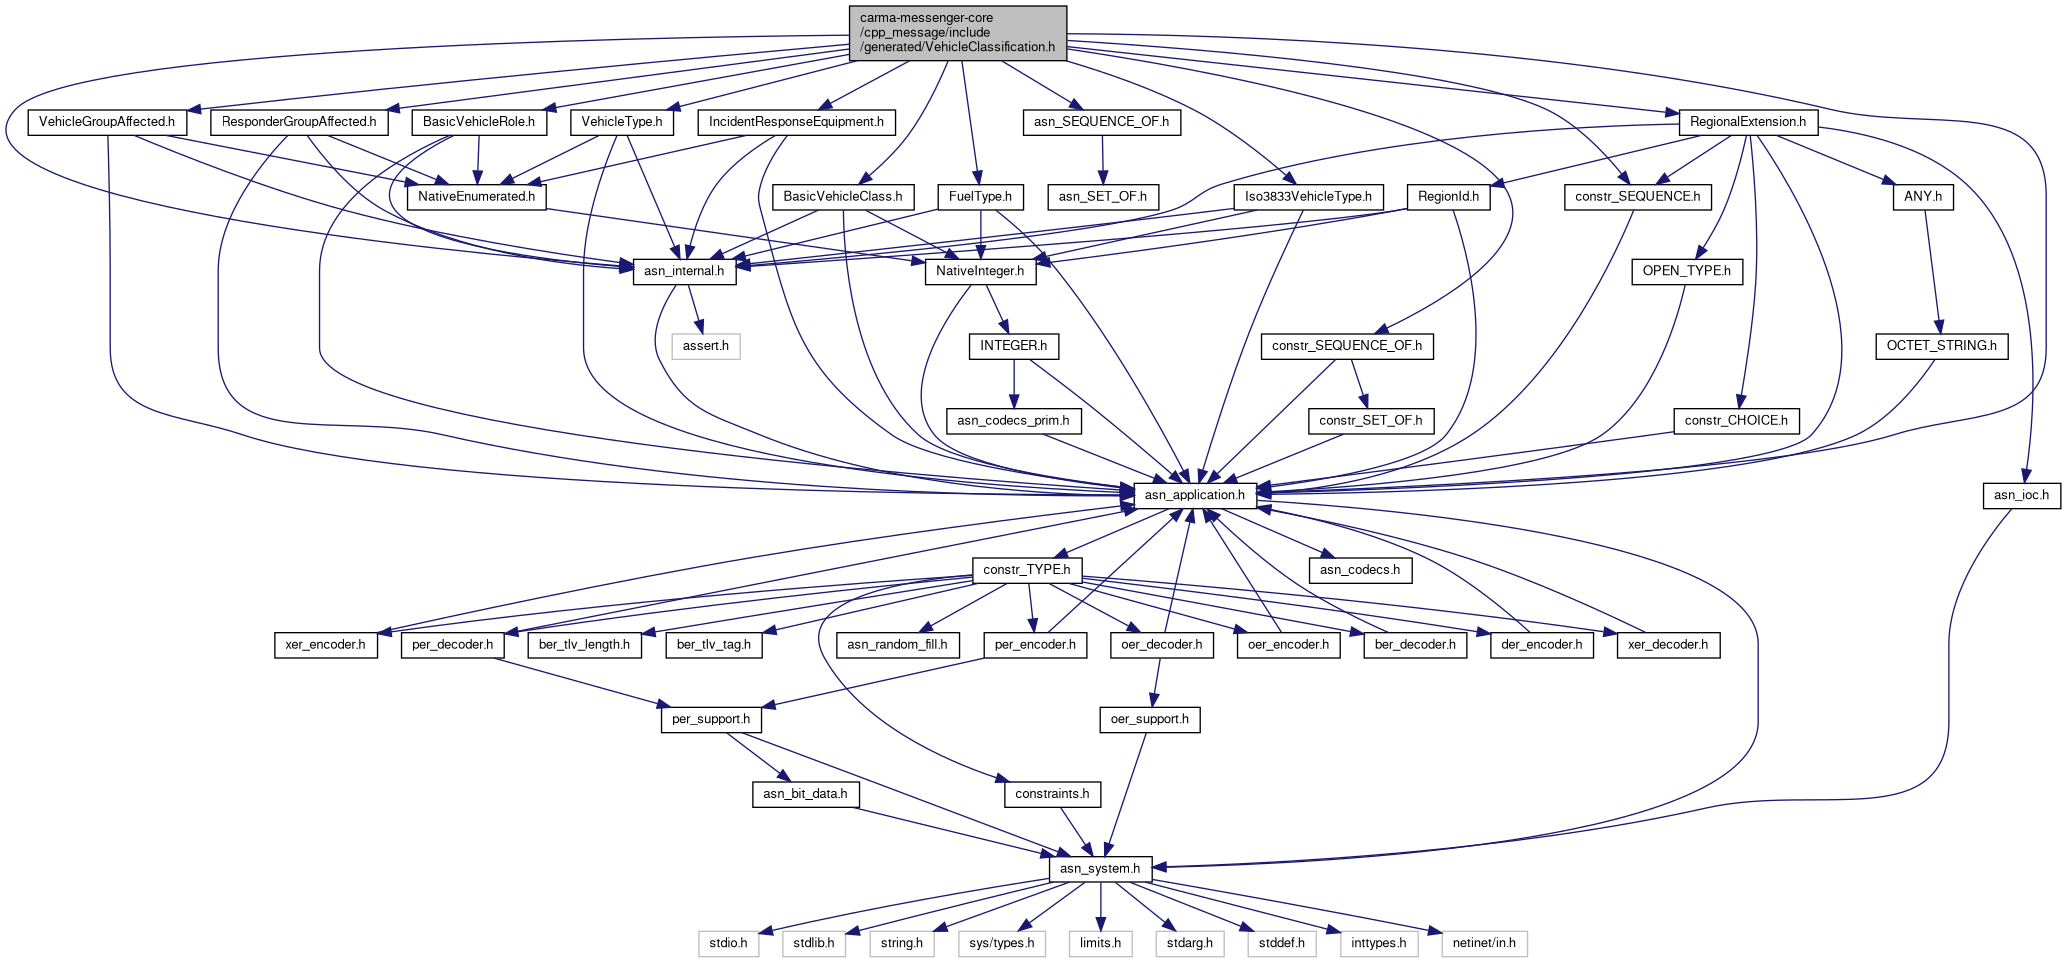 carma-messenger-core
/cpp_message/include
/generated/VehicleClassification.h
VehicleGroupAffected.h
ResponderGroupAffected.h
BasicVehicleRole.h
VehicleType.h
IncidentResponseEquipment.h
asn_SEQUENCE_OF.h
RegionalExtension.h
NativeEnumerated.h
BasicVehicleClass.h
FuelType.h
asn_SET_OF.h
Iso3833VehicleType.h
RegionId.h
constr_SEQUENCE.h
ANY.h
asn_internal.h
NativeInteger.h
OPEN_TYPE.h
assert.h
INTEGER.h
constr_SEQUENCE_OF.h
OCTET_STRING.h
asn_codecs_prim.h
constr_SET_OF.h
constr_CHOICE.h
asn_application.h
asn_ioc.h
constr_TYPE.h
asn_codecs.h
xer_encoder.h
per_decoder.h
ber_tlv_length.h
ber_tlv_tag.h
asn_random_fill.h
per_encoder.h
oer_decoder.h
oer_encoder.h
ber_decoder.h
der_encoder.h
xer_decoder.h
per_support.h
oer_support.h
asn_bit_data.h
constraints.h
asn_system.h
stdio.h
stdlib.h
string.h
sys/types.h
limits.h
stdarg.h
stddef.h
inttypes.h
netinet/in.h